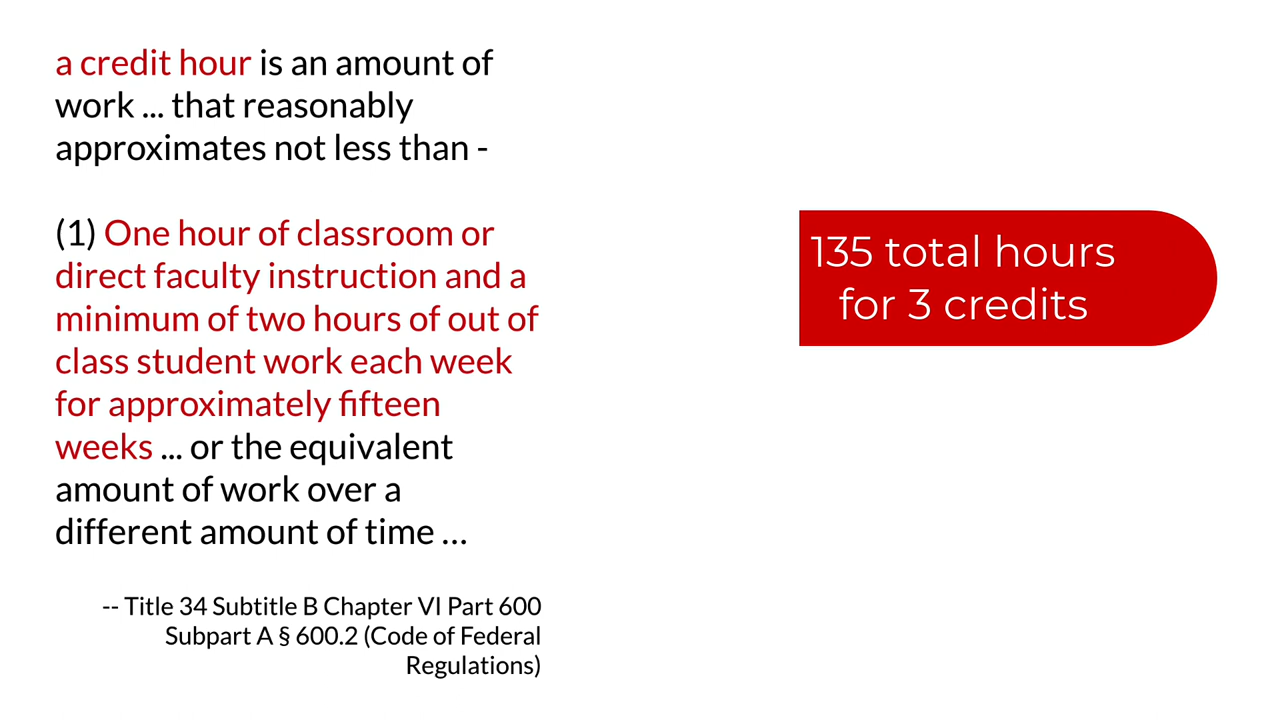 a credit hour is an amount of
work ... that reasonably
approximates not less than -
(1) One hour of classroom or
direct faculty instruction and a
minimum of two hours of out of
class student work each week
for approximately fifteen
weeks ... or the equivalent
amount of work over a
different amount of time …
-- Title 34 Subtitle B Chapter VI Part 600
Subpart A § 600.2 (Code of Federal
Regulations)
135 total hours
for 3 credits